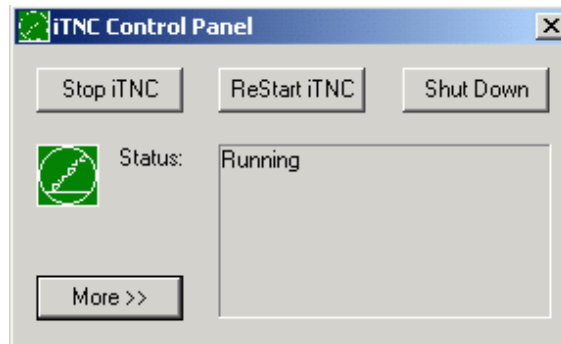 iTNC Control Panel
Stop iTNC
ReStart iTNC
Shut Down
Status:
Running
More >>